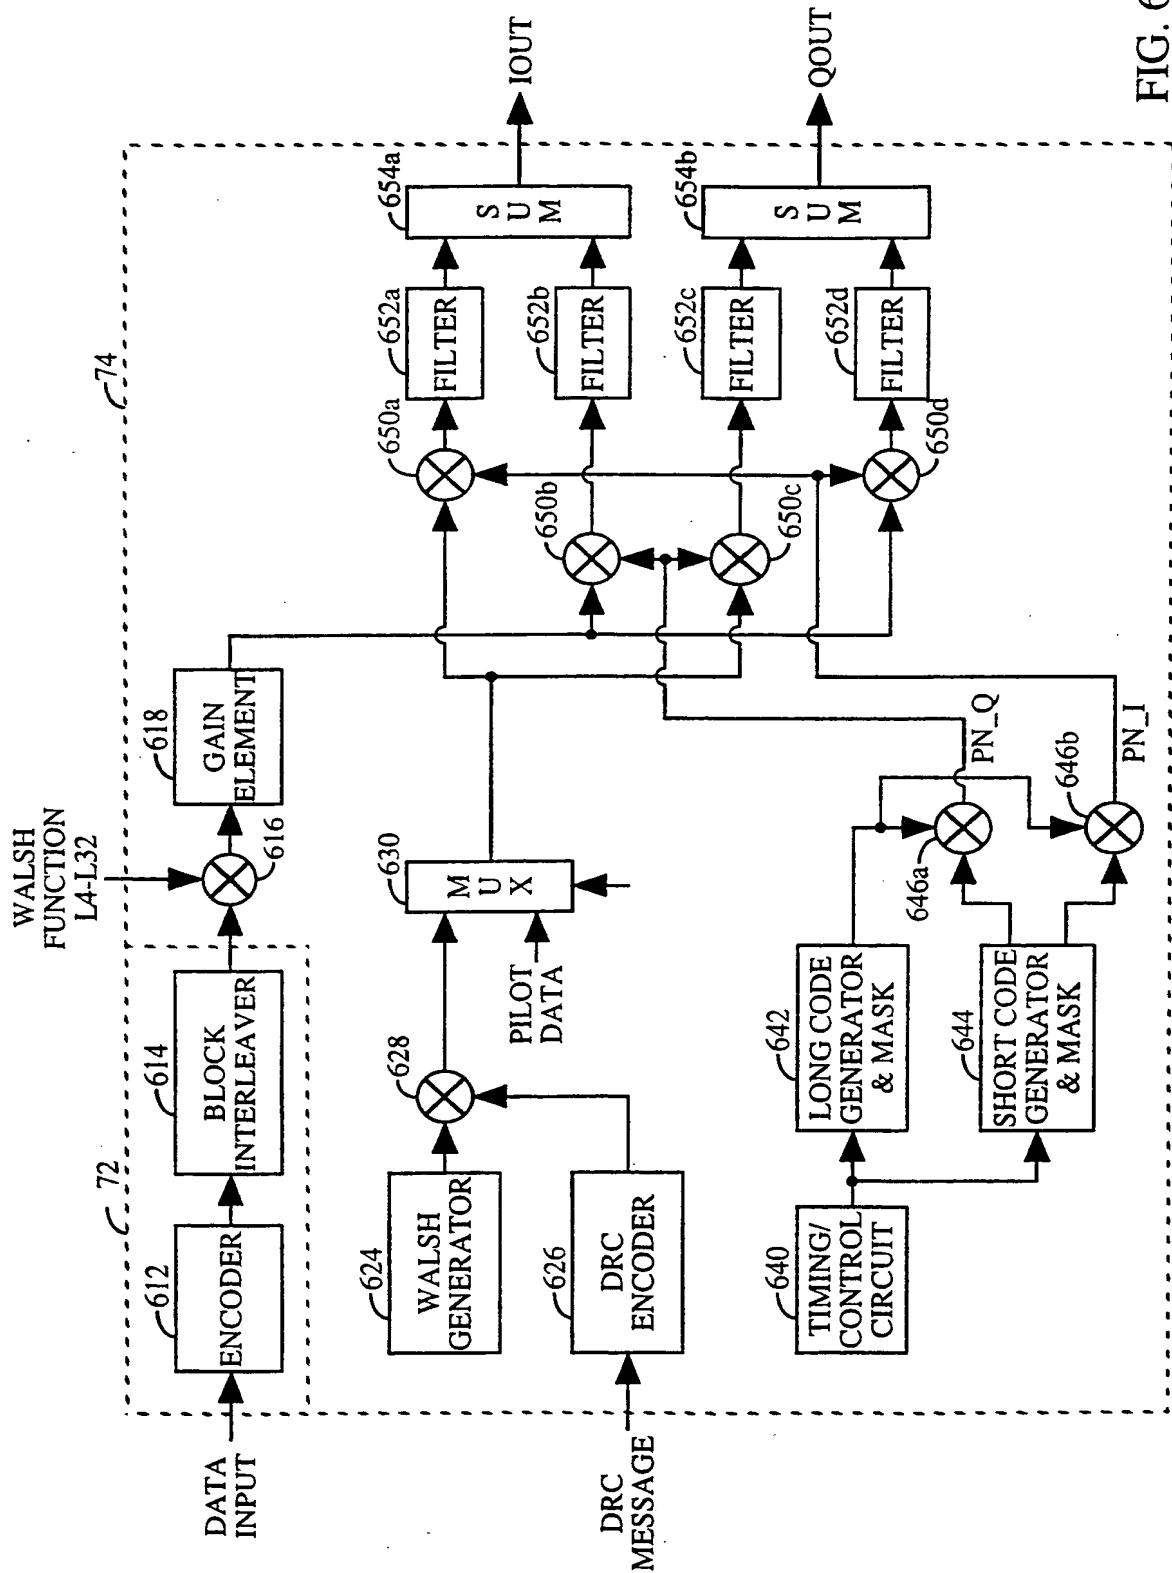 WALSH
FUNCTION
L4-L32
72
74
DATA
INPUT
612
ENCODER
614
BLOCK
INTERLEAVER
616
618
GAIN
ELEMENT
624
WALSH
GENERATOR
628
DRC
MESSAGE
626
DRC
ENCODER
PILOT
DATA
630
M
U
X
640
TIMING/
CONTROL
CIRCUIT
642
LONG CODE
GENERATOR
& MASK
644
SHORT CODE
GENERATOR
& MASK
646a
PN_Q
646b
PN_I
650a
650b
650c
650d
652a
FILTER
652b
FILTER
652c
FILTER
652d
FILTER
654a
S
U
M
IOUT
654b
S
U
M
QOUT
FIG. 6